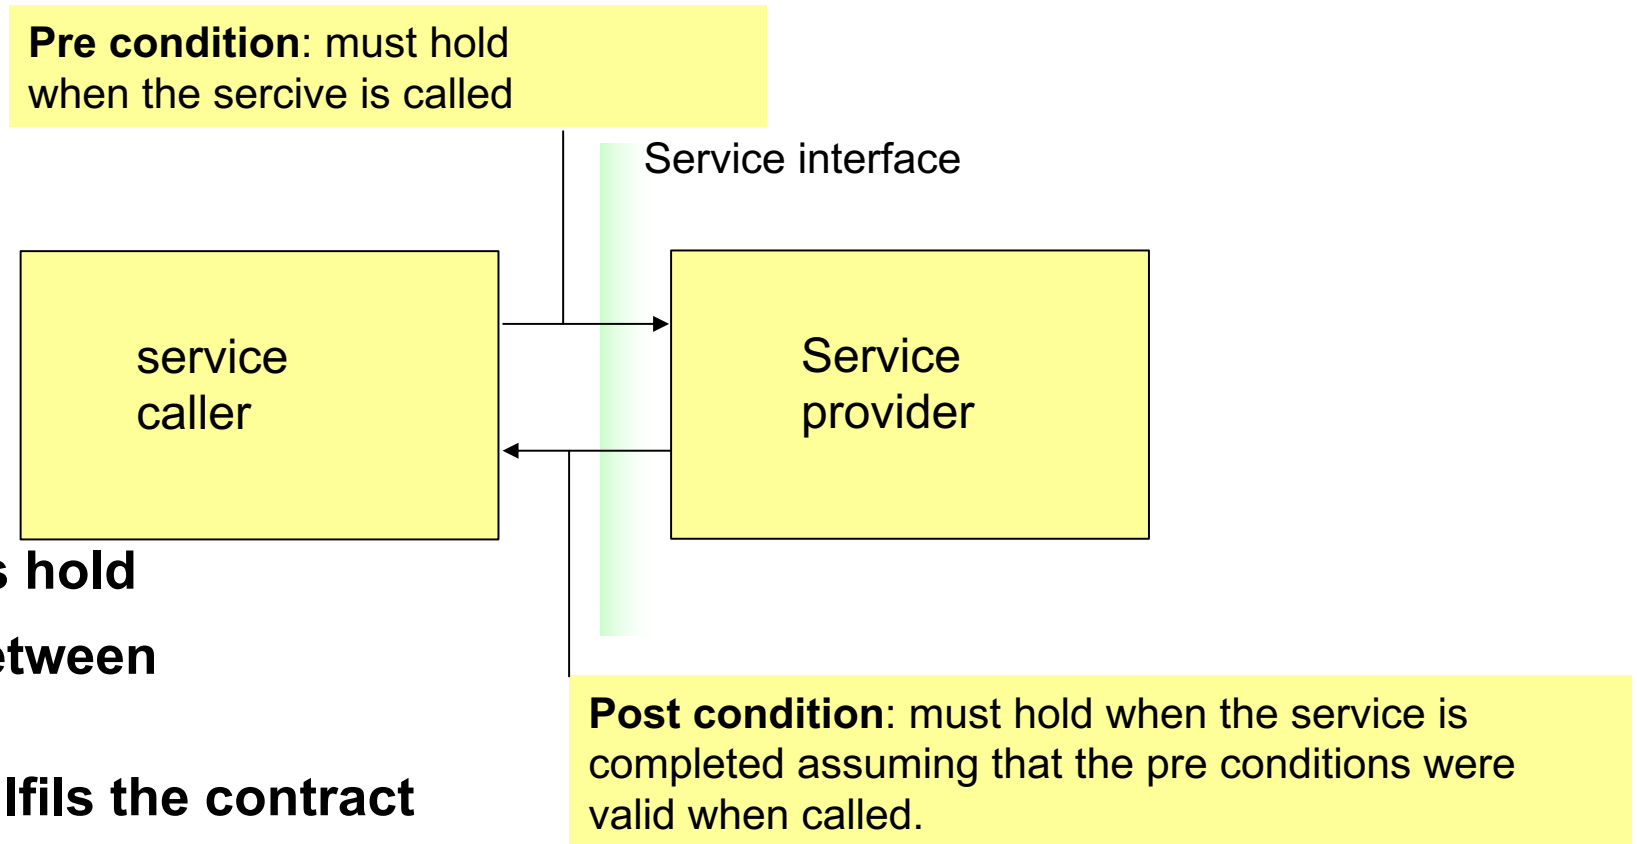 Pre condition: must hold
when the sercive is called
Service interface
service
caller
Service
provider
s hold
etween
lfils the contract
Post condition: must hold when the service is
completed assuming that the pre conditions were
valid when called.